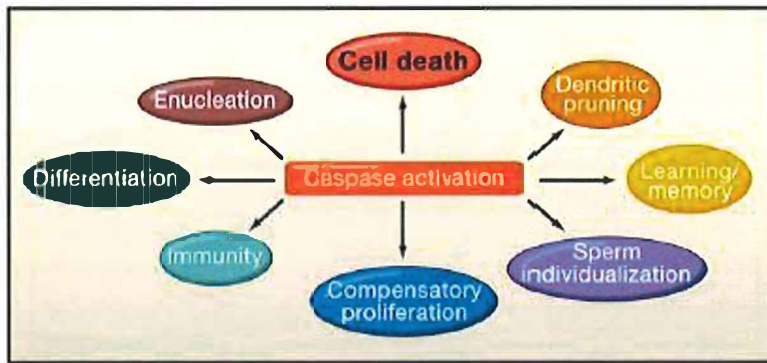 Cell death
Enucleation
Dendritic
pruning
Differentiation
Caspase activation
Learning/
memory
Immunity
Sperm
individualization
Compensatory
proliferation